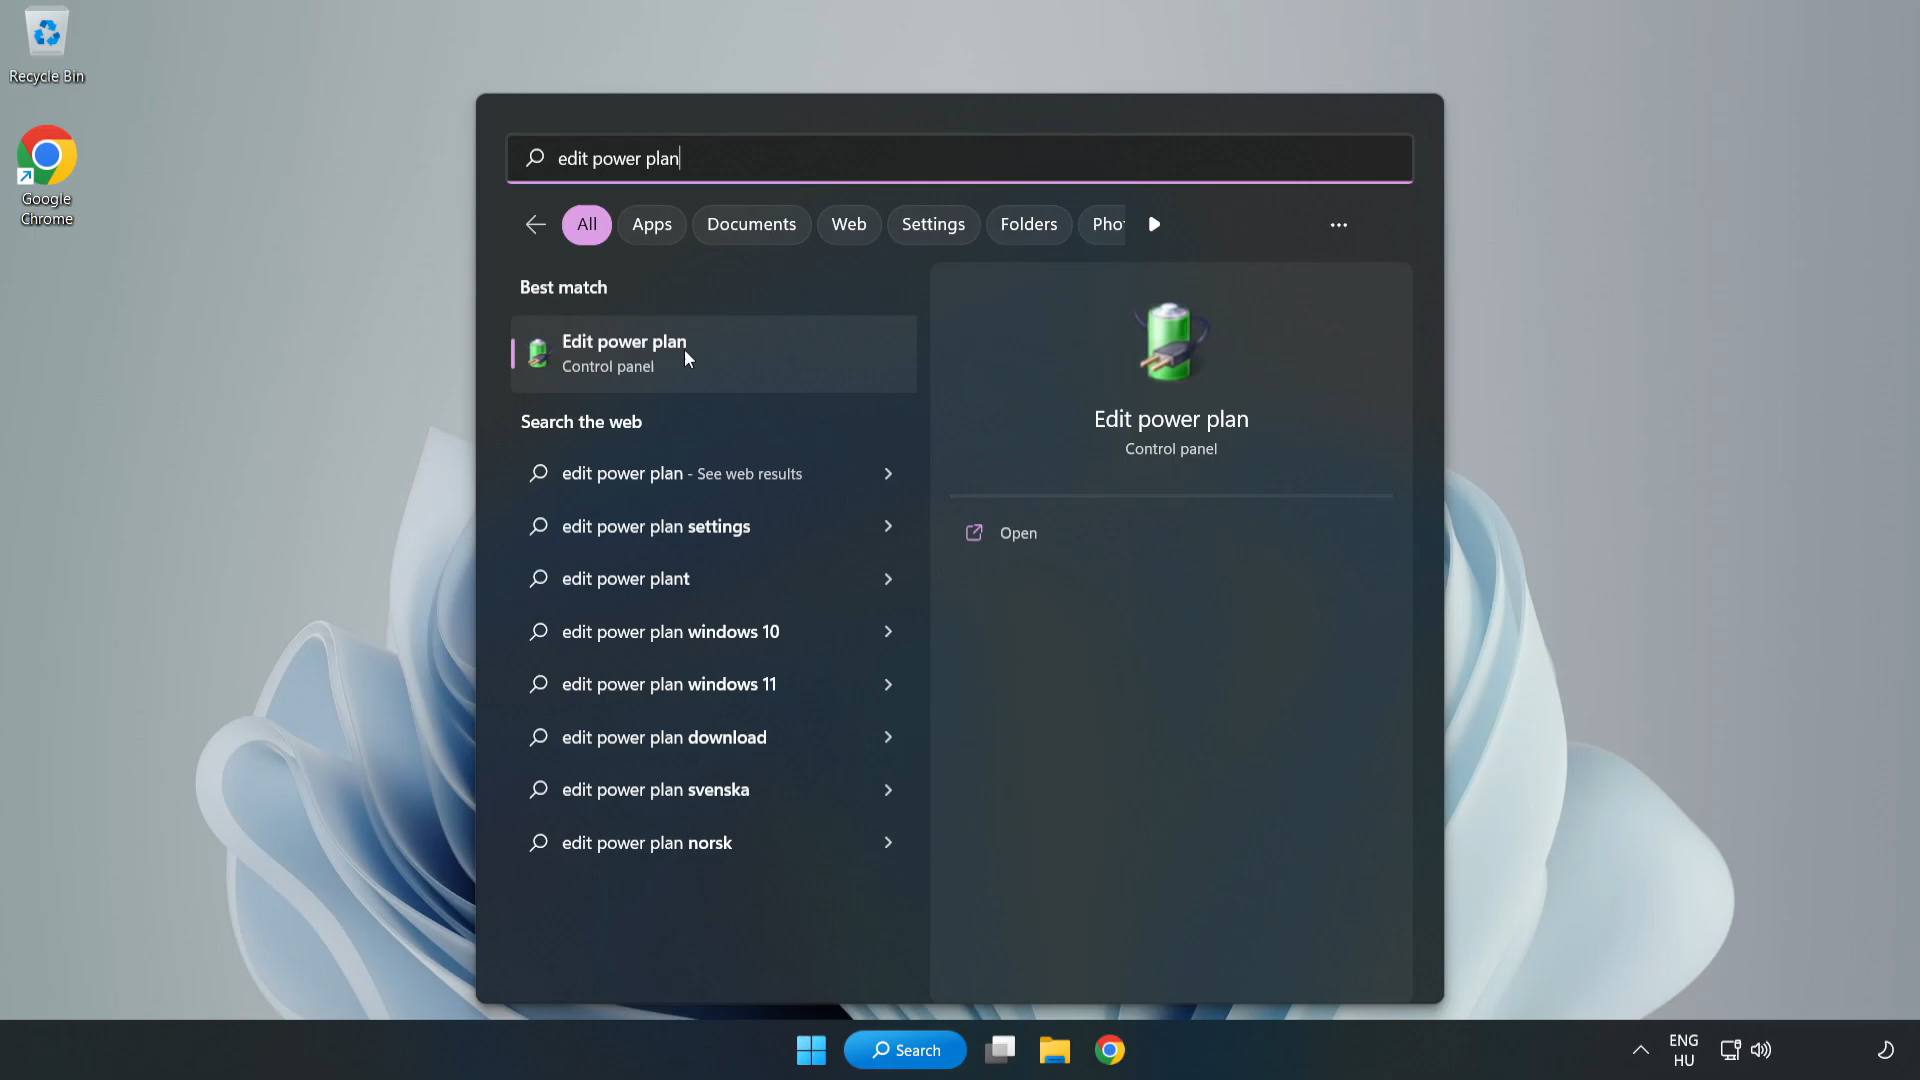 Recycle Bin
Google
Chrome
edit power plan
All
Apps
Documents
Web
Settings
Folders
Pho
Best match
Edit power plan
Control panel
Search the web
edit power plan - See web results
edit power plan settings
edit power plant
edit power plan windows 10
edit power plan windows 11
edit power plan download
edit power plan svenska
edit power plan norsk
Edit power plan
Control panel
Open
Search
ENG
HU